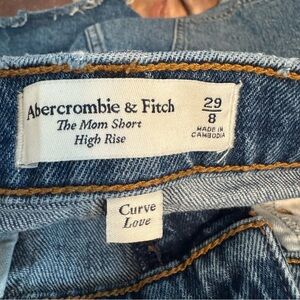 Abercrombie & Fitch
The Mom Short
High Rise
29
8
MADE IN
CAMBODIA
Curve
Love